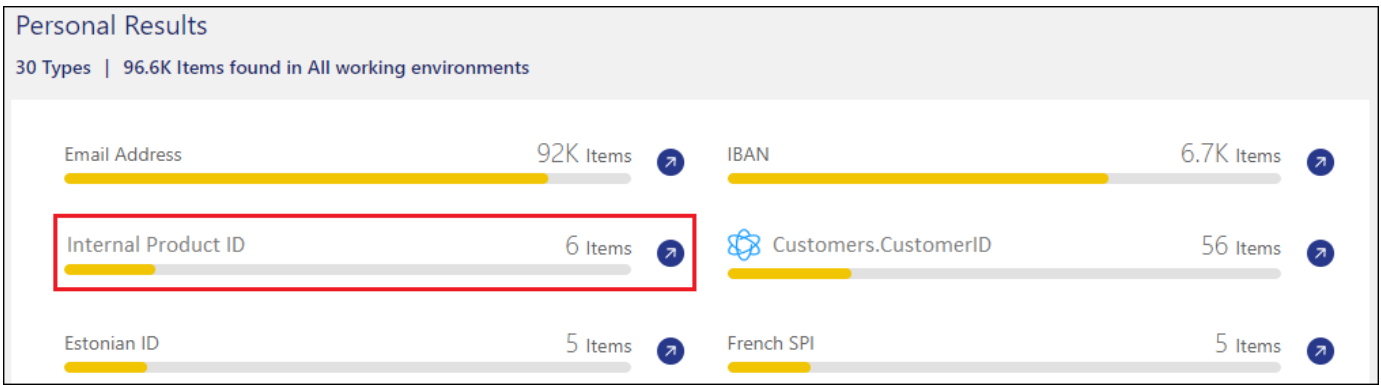 Personal Results
30 Types | 96.6K Items found in All working environments
Email Address 92K Items
IBAN 6.7K Items
Internal Product ID 6 Items
Customers.CustomerID 56 Items
Estonian ID 5 Items
French SPI 5 Items